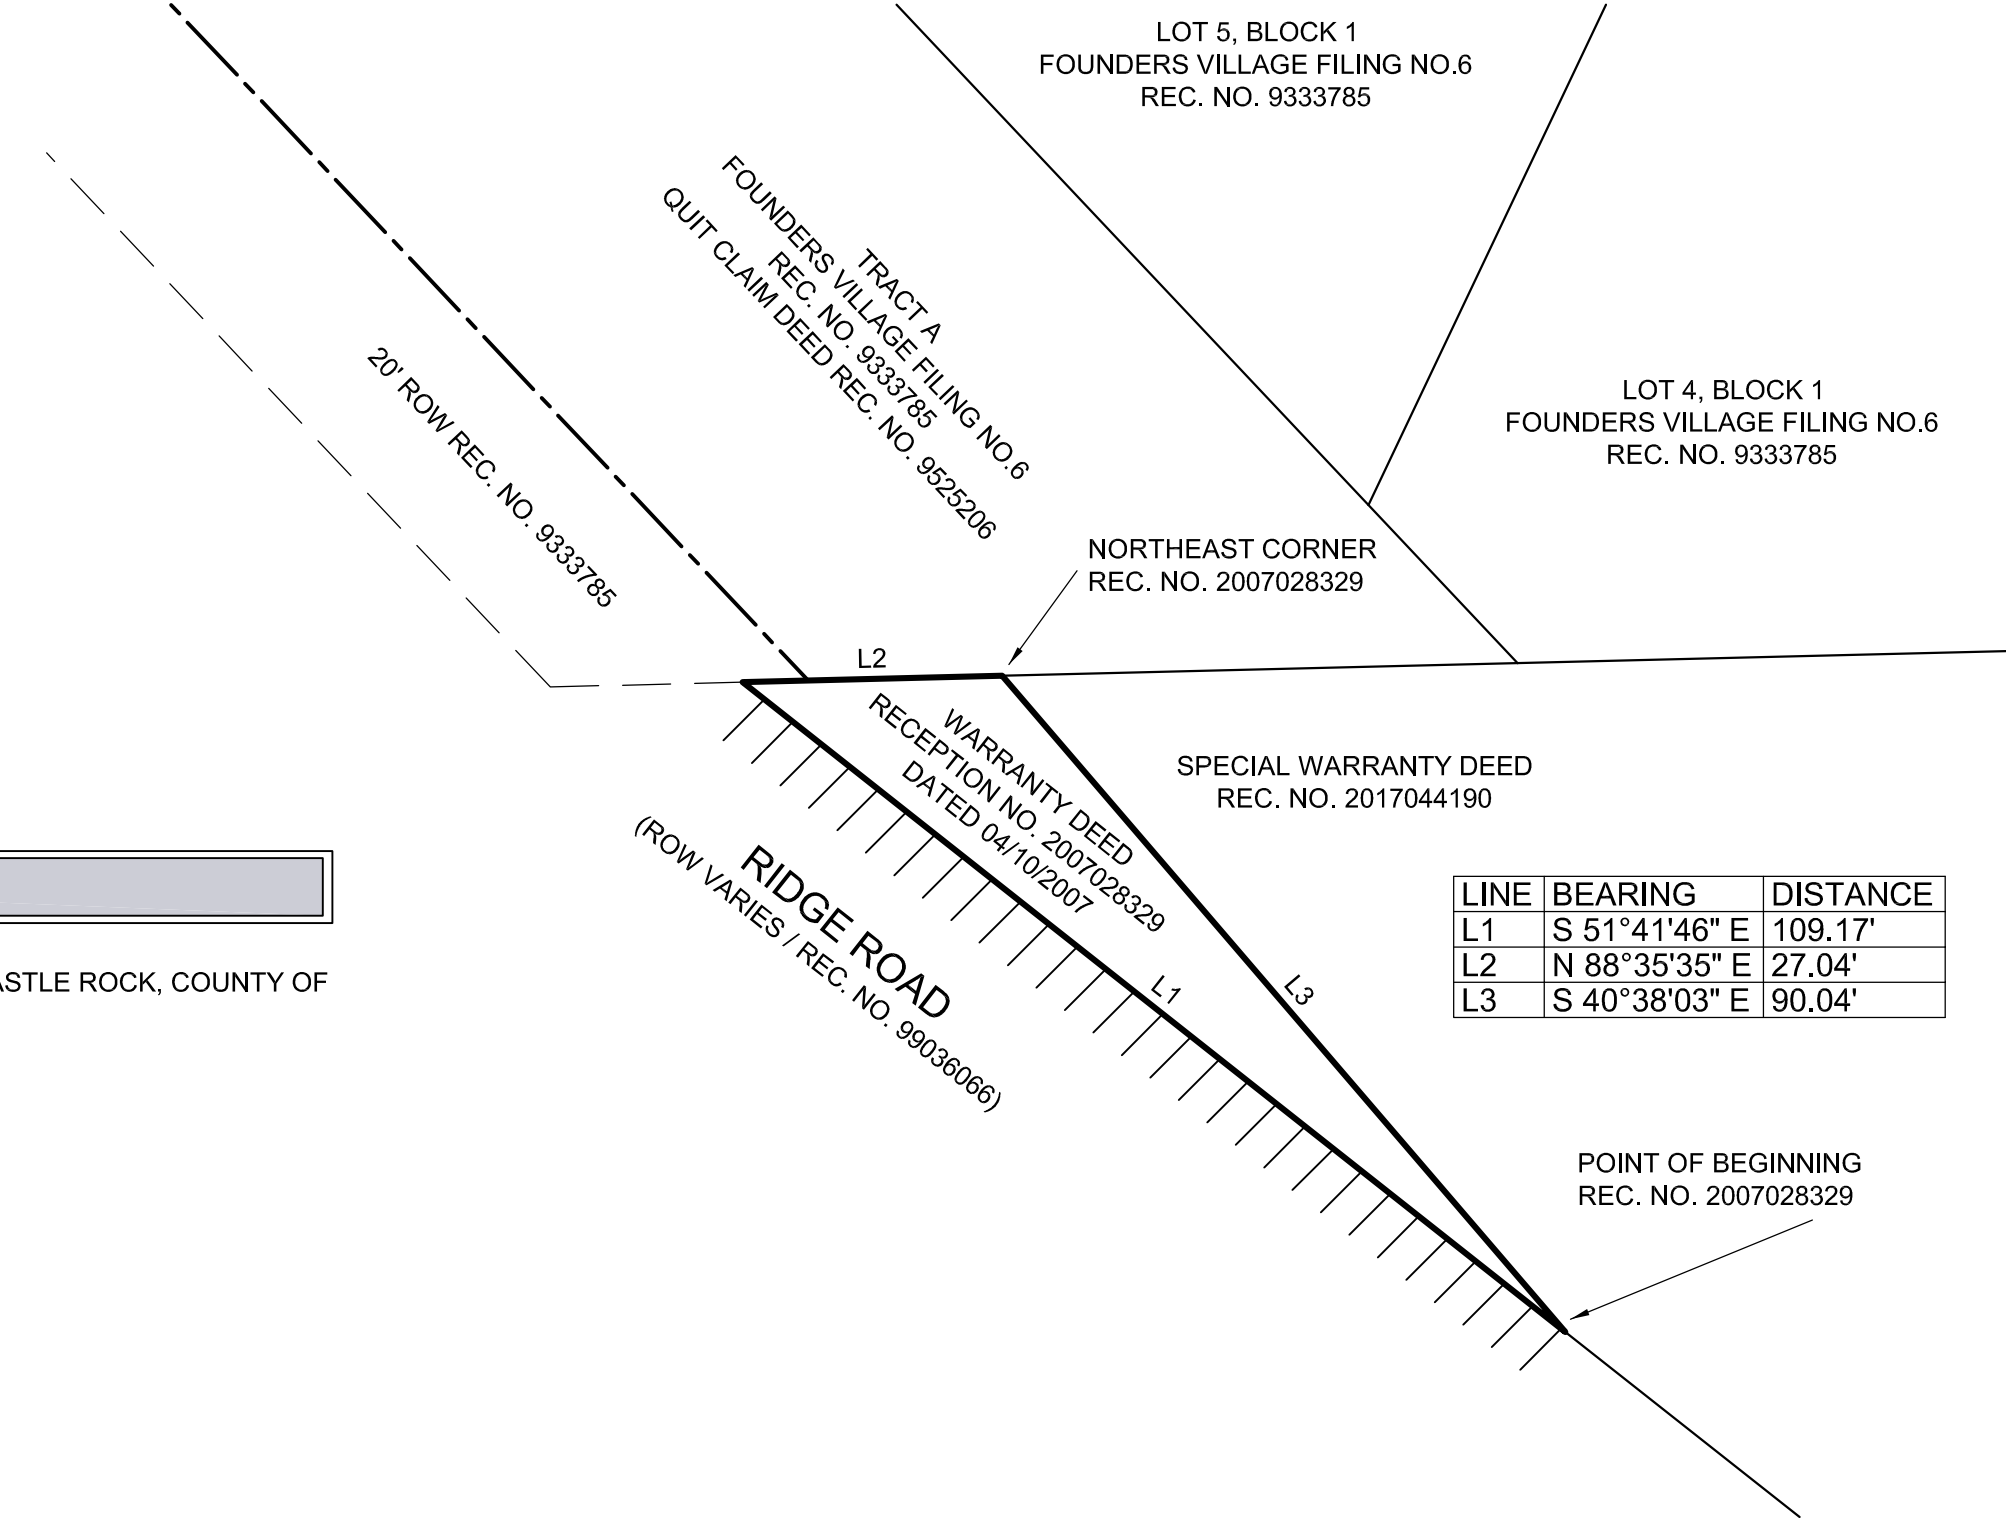 LOT 5, BLOCK 1
FOUNDERS VILLAGE FILING NO.6
REC. NO. 9333785
TRACT A
FOUNDERS VILLAGE FILING NO.6
REC. NO. 9333785
QUIT CLAIM DEED REC. NO. 9525206
20' ROW REC. NO. 9333785
LOT 4, BLOCK 1
FOUNDERS VILLAGE FILING NO.6
REC. NO. 9333785
NORTHEAST CORNER
REC. NO. 2007028329
L2
WARRANTY DEED
RECEPTION NO. 2007028329
DATED 04/10/2007
SPECIAL WARRANTY DEED
REC. NO. 2017044190
RIDGE ROAD
(ROW VARIES / REC. NO. 99036066)
L1
L3
LINE BEARING DISTANCE
L1 S 51°41'46" E 109.17'
L2 N 88°35'35" E 27.04'
L3 S 40°38'03" E 90.04'
ASTLE ROCK, COUNTY OF
POINT OF BEGINNING
REC. NO. 2007028329